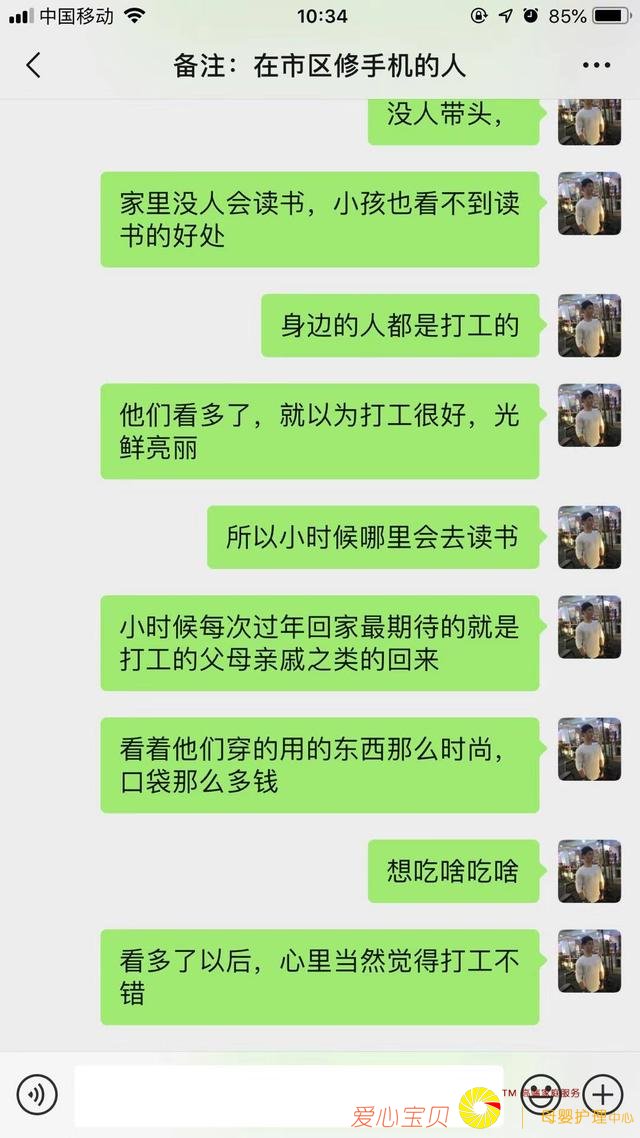 中国移动 10:34 85%
备注：在市区修手机的人
没人带头，
家里没人会读书，小孩也看不到读
书的好处
身边的人都是打工的
他们看多了，就以为打工很好，光
鲜亮丽
所以小时候哪里会去读书
小时候每次过年回家最期待的就是
打工的父母亲戚之类的回来
看着他们穿的用的东西那么时尚，
口袋那么多钱
想吃啥吃啥
看多了以后，心里当然觉得打工不
错
爱心宝贝 TM 高端家庭服务
母婴护理中心